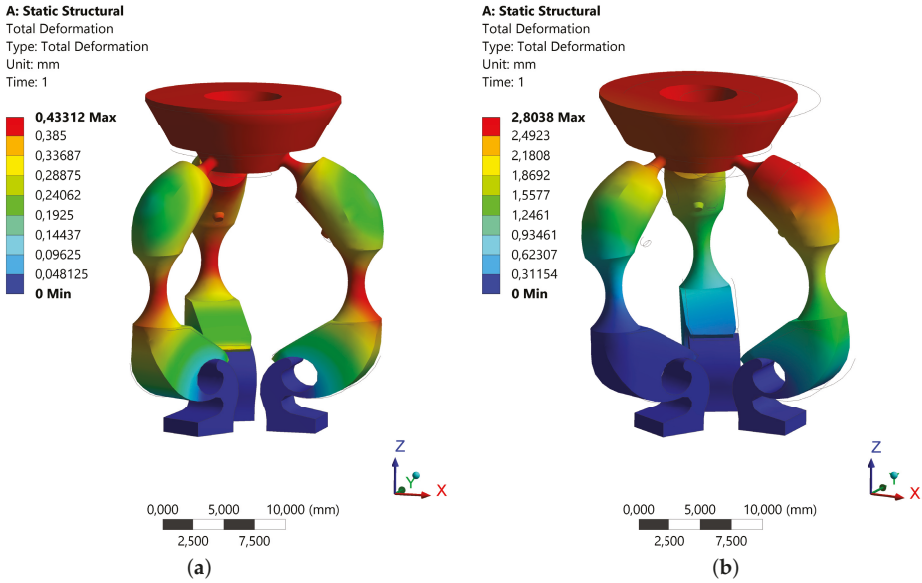 A: Static Structural
Total Deformation
Type: Total Deformation
Unit: mm
Time: 1
0,43312 Max
0,385
0,33687
0,28875
0,24062
0,1925
0,14437
0,09625
0,048125
0 Min
Z
Y
X
0,000 5,000 10,000 (mm)
2,500 7,500
(a)
A: Static Structural
Total Deformation
Type: Total Deformation
Unit: mm
Time: 1
2,8038 Max
2,4923
2,1808
1,8692
1,5577
1,2461
0,93461
0,62307
0,31154
0 Min
Z
Y
X
0,000 5,000 10,000 (mm)
2,500 7,500
(b)